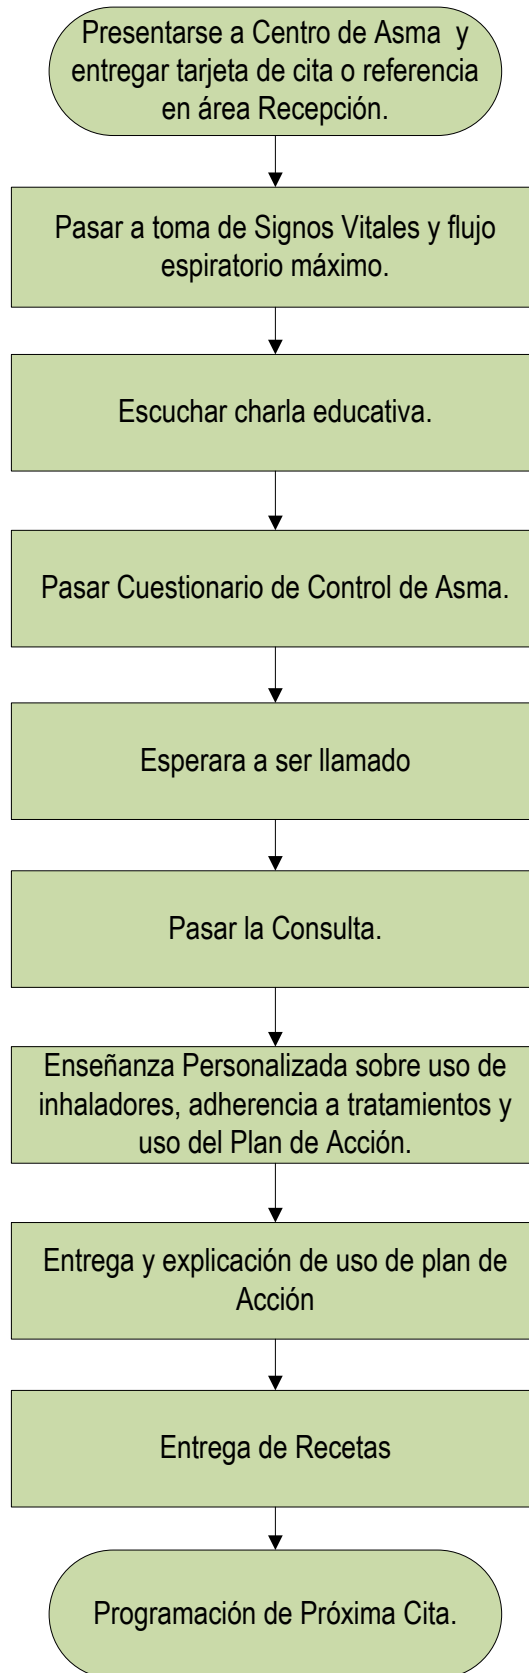 Presentarse a Centro de Asma y
entregar tarjeta de cita o referencia
en área Recepción.
Pasar a toma de Signos Vitales y flujo
espiratorio máximo.
Escuchar charla educativa.
Pasar Cuestionario de Control de Asma.
Esperara a ser llamado
Pasar la Consulta.
Enseñanza Personalizada sobre uso de
inhaladores, adherencia a tratamientos y
uso del Plan de Acción.
Entrega y explicación de uso de plan de
Acción
Entrega de Recetas
Programación de Próxima Cita.